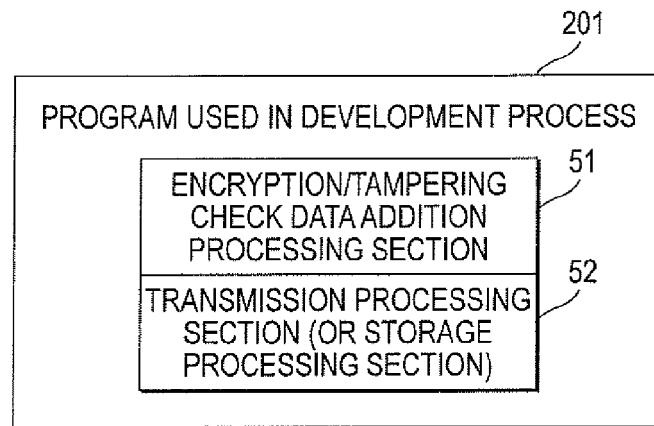 201
PROGRAM USED IN DEVELOPMENT PROCESS
51
ENCRYPTION/TAMPERING
CHECK DATA ADDITION
PROCESSING SECTION
52
TRANSMISSION PROCESSING
SECTION (OR STORAGE
PROCESSING SECTION)